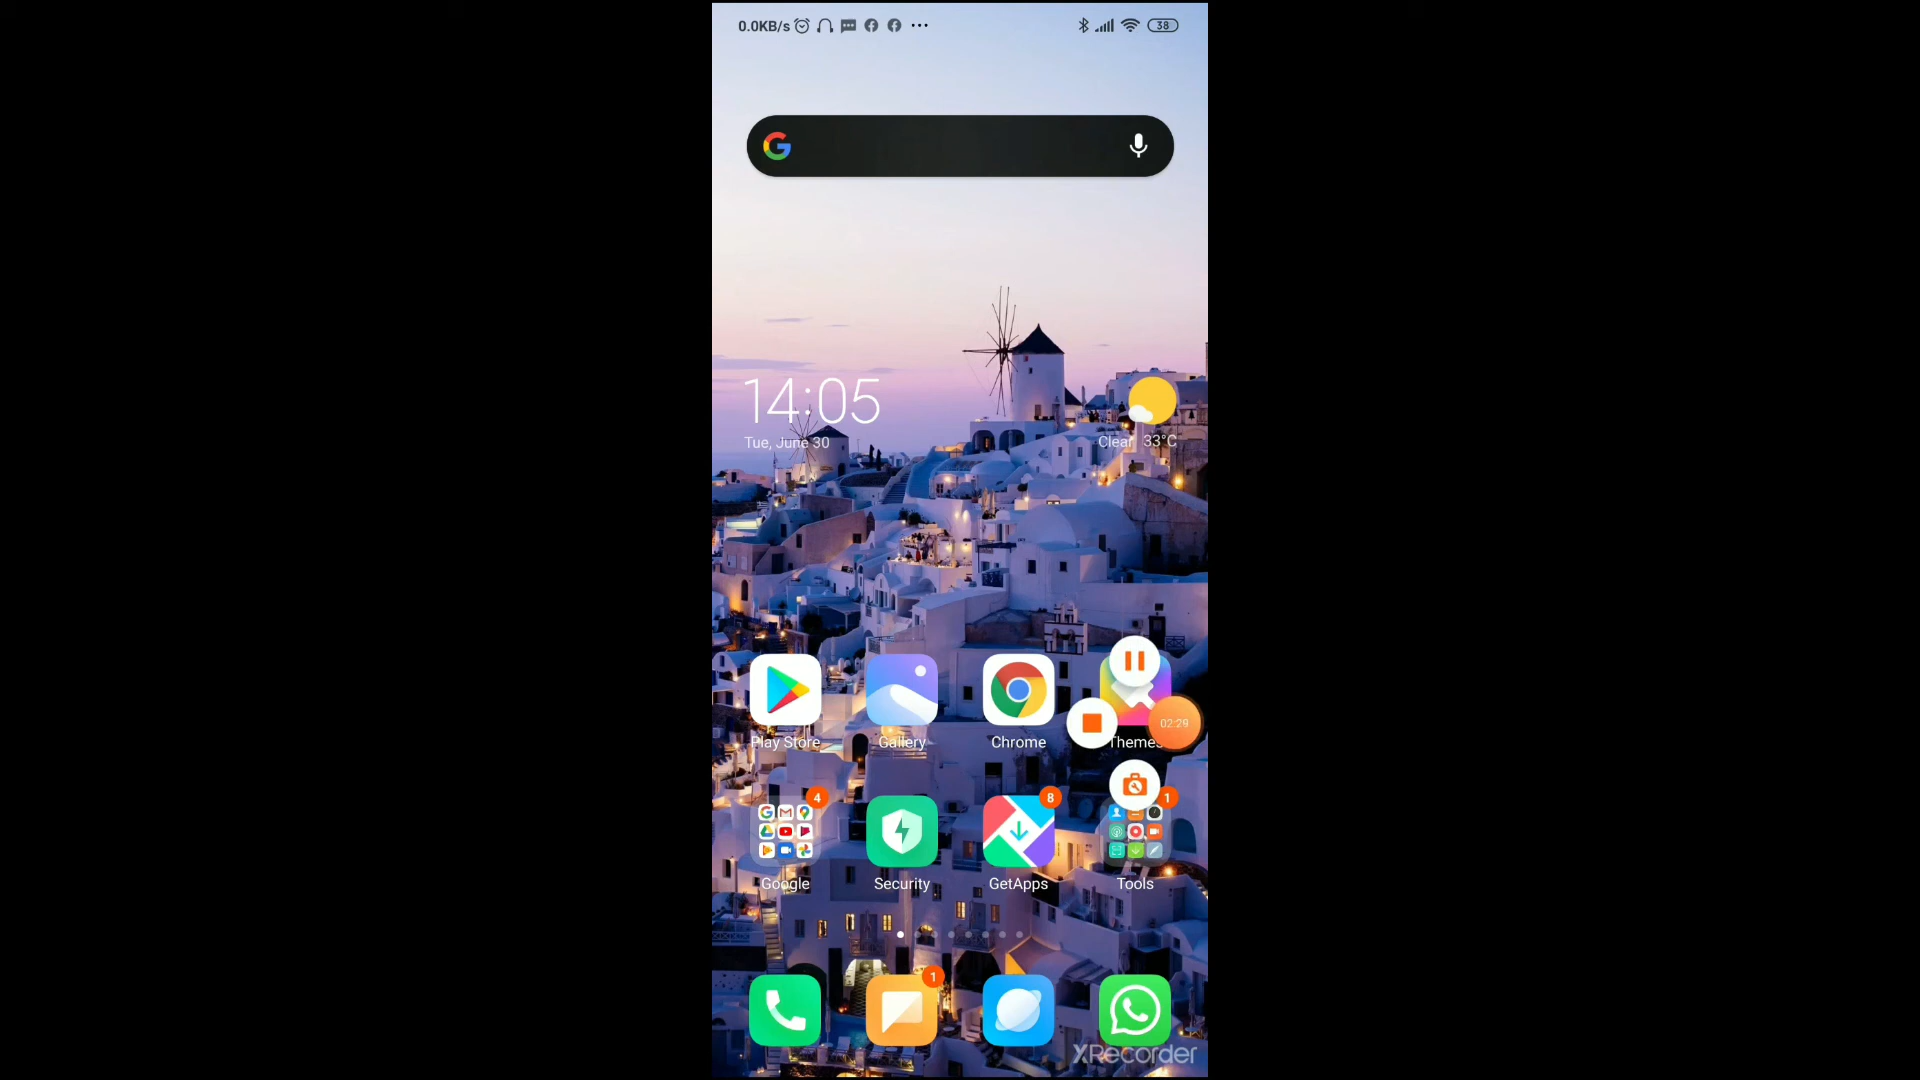 0.0KB/s
38
14:05
Tue, June 30
Clear 33°C
Play Store
Gallery
Chrome
Themes
02:29
4
8
1
Google
Security
GetApps
Tools
1
XRecorder